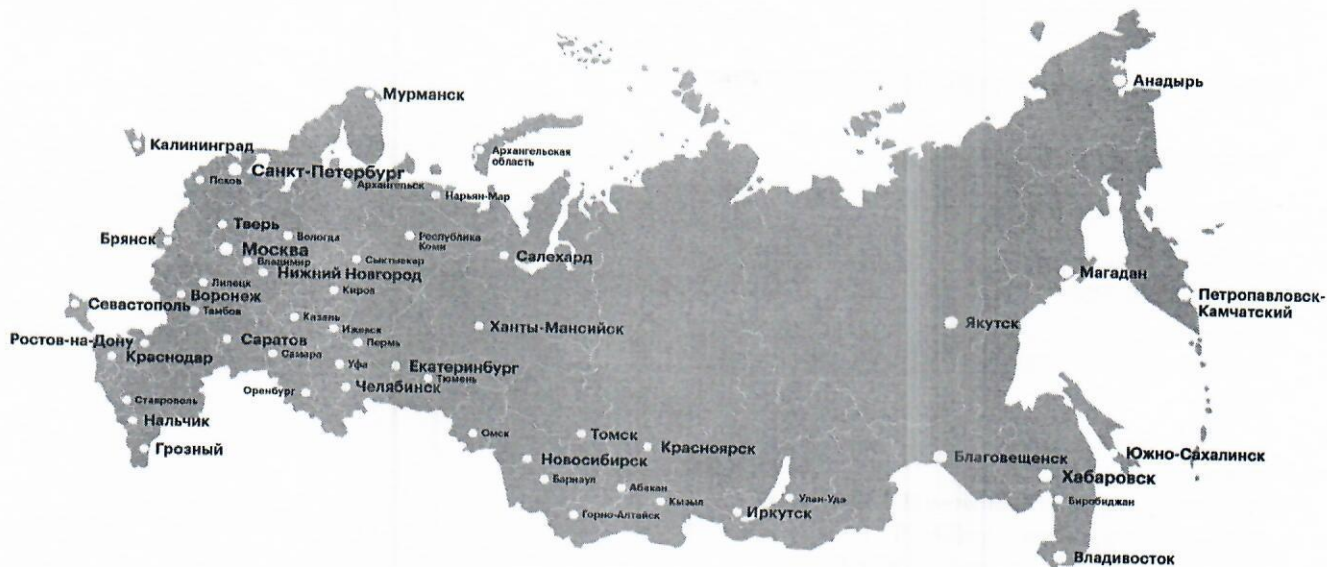 Анадырь
Мурманск
Калининград
Архангельская
область
Санкт-Петербург
Псков
Архангельск
Нарьян-Мар
Тверь
Брянск
Вологда
Республика
Коми
Москва
Владимир
Сыктывкар
Салехард
Нижний Новгород
Магадан
Липецк
Киров
Воронеж
Петропавловск-
Камчатский
Севастополь
Тамбов
Казань
Якутск
Ижевск
Ханты-Мансийск
Ростов-на-Дону
Саратов
Пермь
Краснодар
Самара
Уфа
Екатеринбург
Тюмень
Оренбург
Челябинск
Ставрополь
Нальчик
Омск
Томск
Грозный
Красноярск
Новосибирск
Благовещенск
Южно-Сахалинск
Хабаровск
Барнаул
Абакан
Улан-Удэ
Кызыл
Биробиджан
Горно-Алтайск
Иркутск
Владивосток